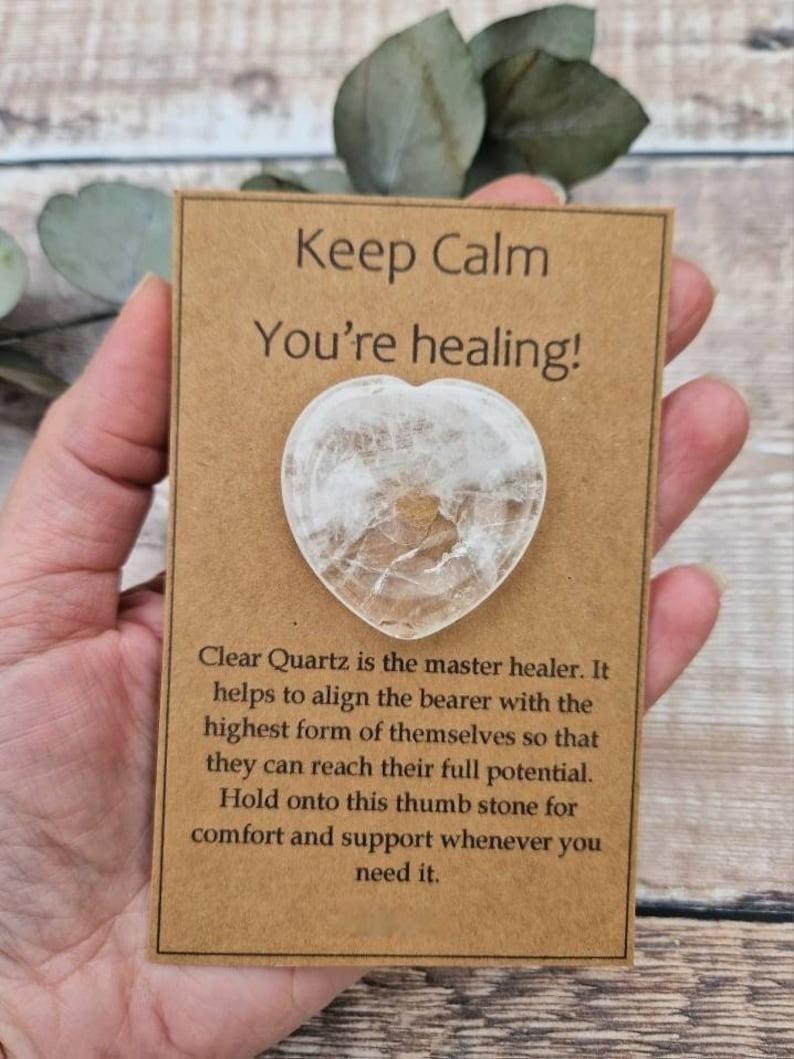 Keep Calm
You're healing!
Clear Quartz is the master healer. It
helps to align the bearer with the
highest form of themselves so that
they can reach their full potential.
Hold onto this thumb stone for
comfort and support whenever you
need it.